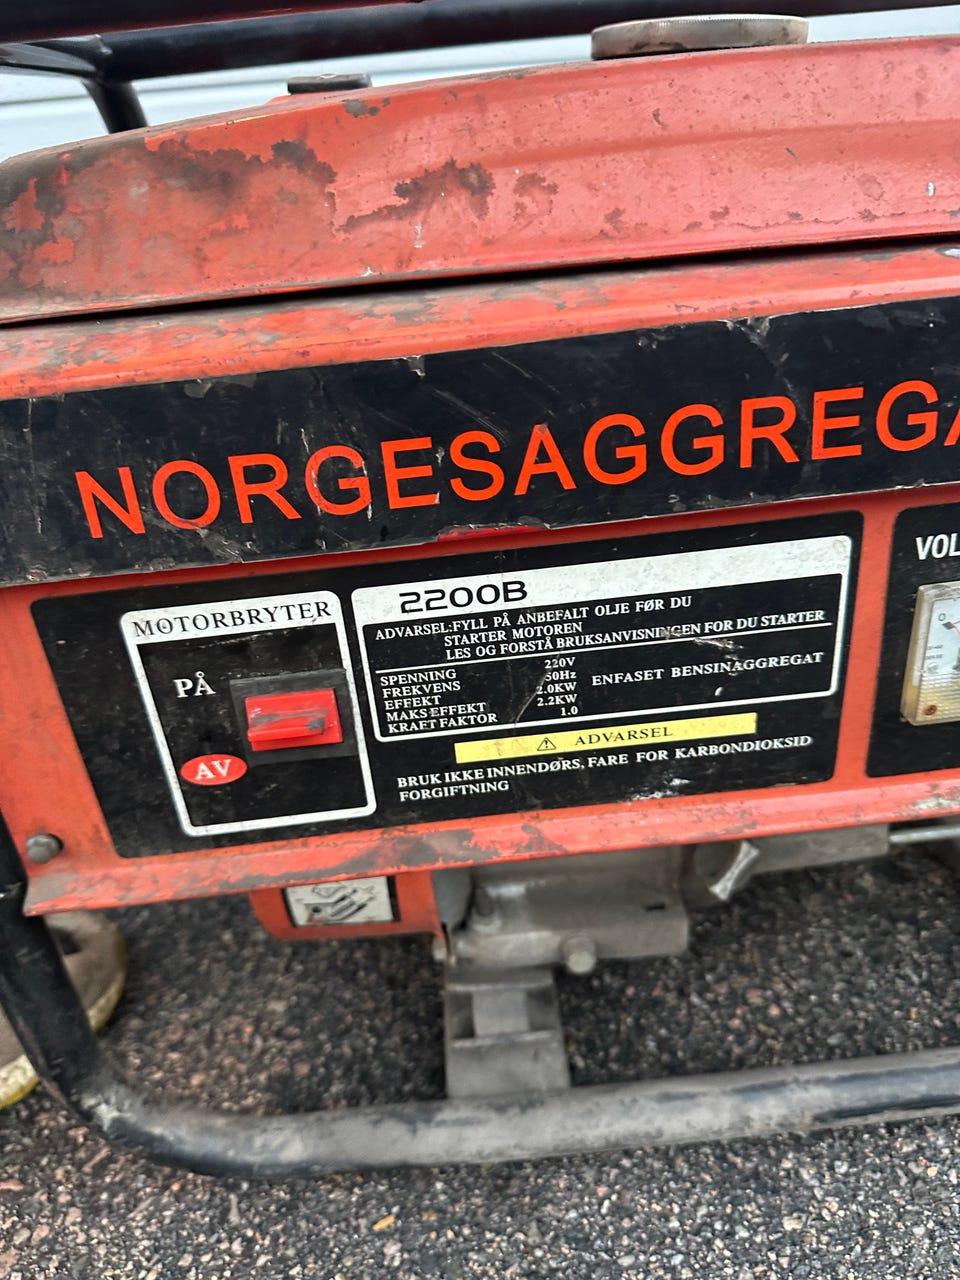 NORGESAGGREGA
2200B
MOTORBRYTER
PÅ
AV
ADVARSEL:FYLL PÅ ANBEFALT OLJE FØR DU
STARTER MOTOREN
LES OG FORSTÅ BRUKSANVISNINGEN FOR DU STARTER
SPENNING 220V
FREKVENS 50Hz
EFFEKT 2.0KW
MAKS EFFEKT 2.2KW
KRAFT FAKTOR 1.0
ENFASET BENSINAGGREGAT
ADVARSEL
BRUK IKKE INNENDØRS, FARE FOR KARBONDIOKSID
FORGIFTNING
VOL
0